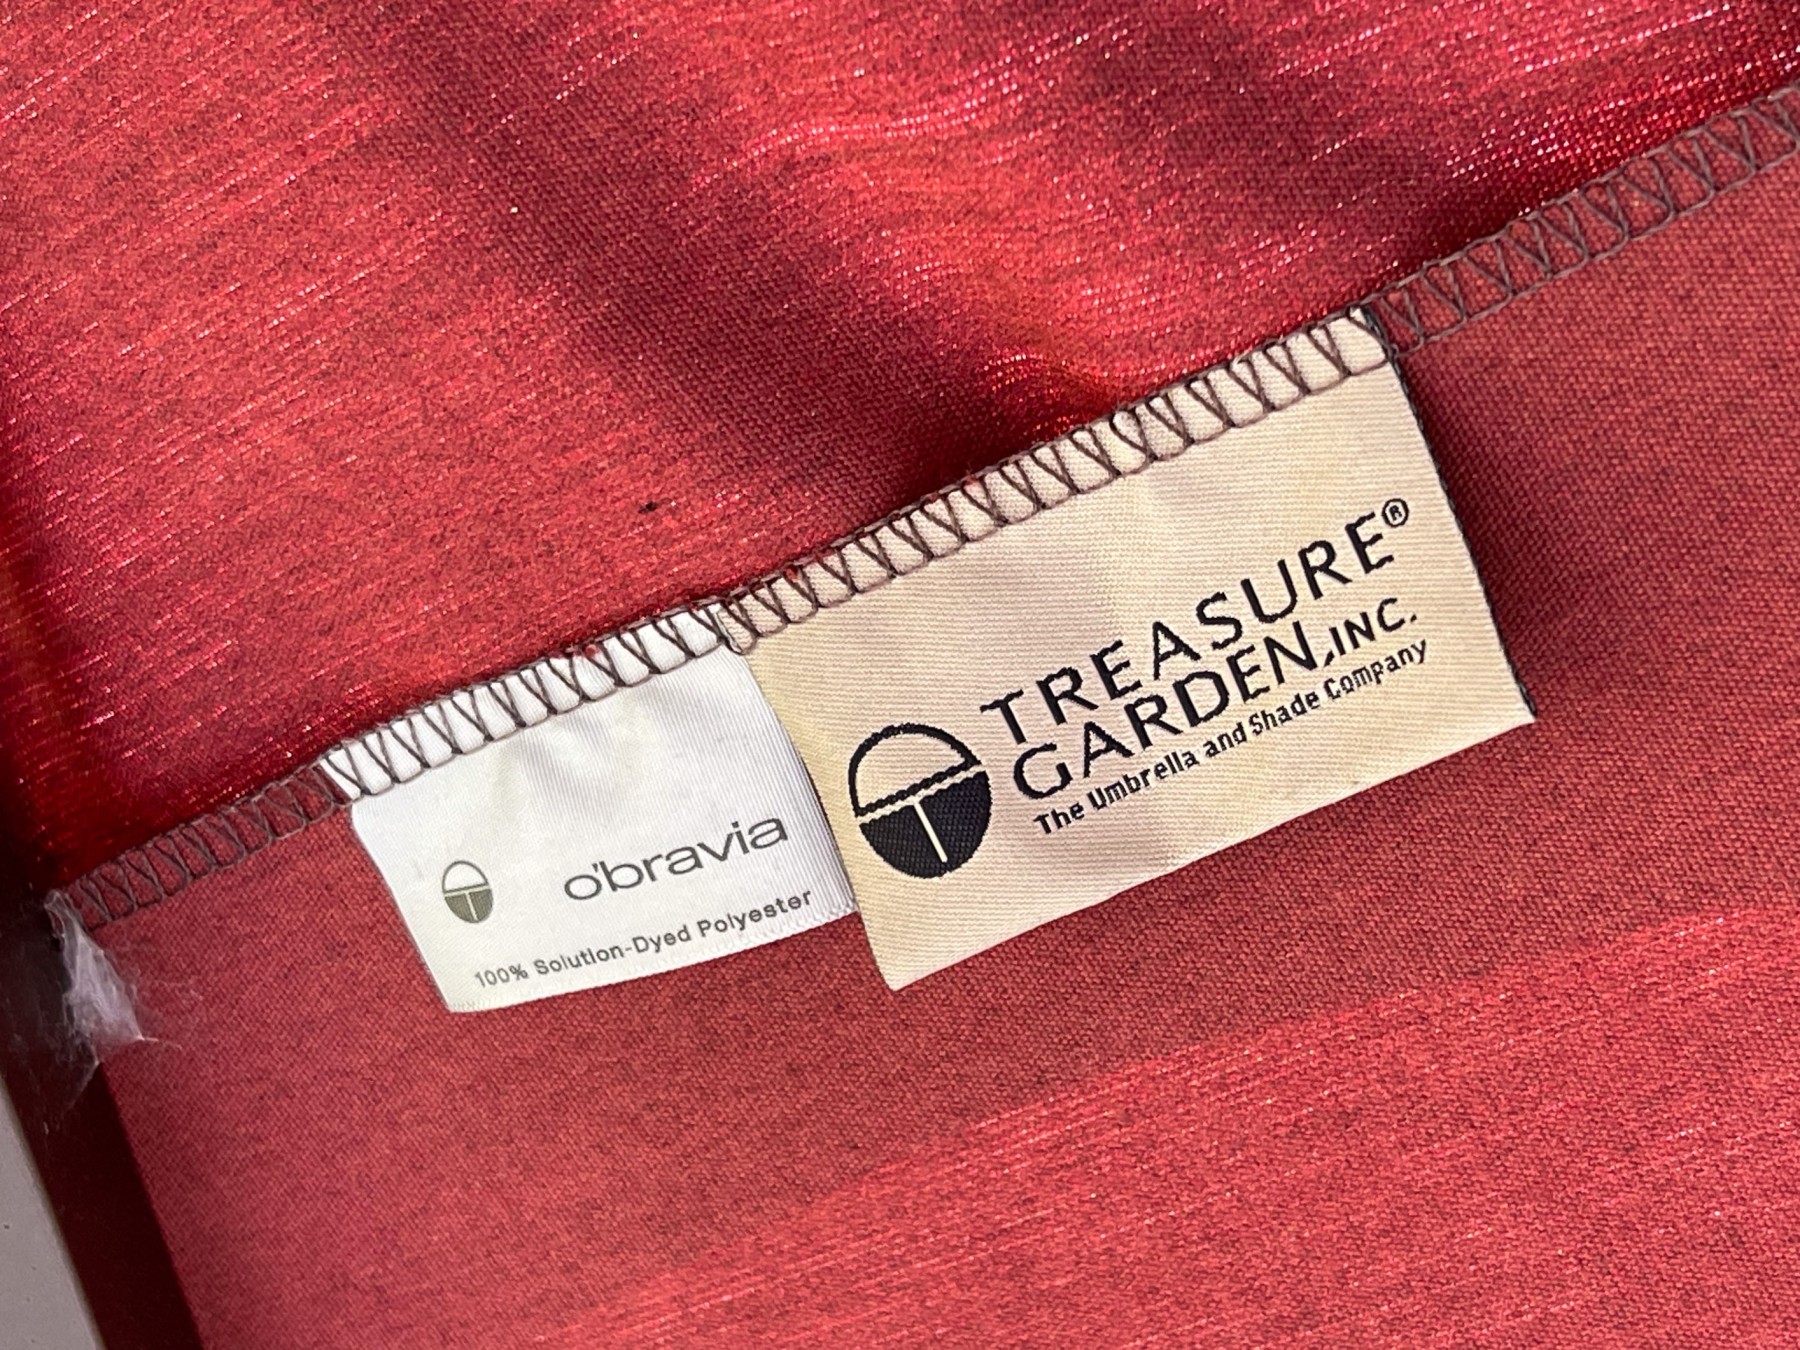 o'bravia
100% Solution-Dyed Polyester
TREASURE®
GARDEN, INC.
The Umbrella and Shade Company